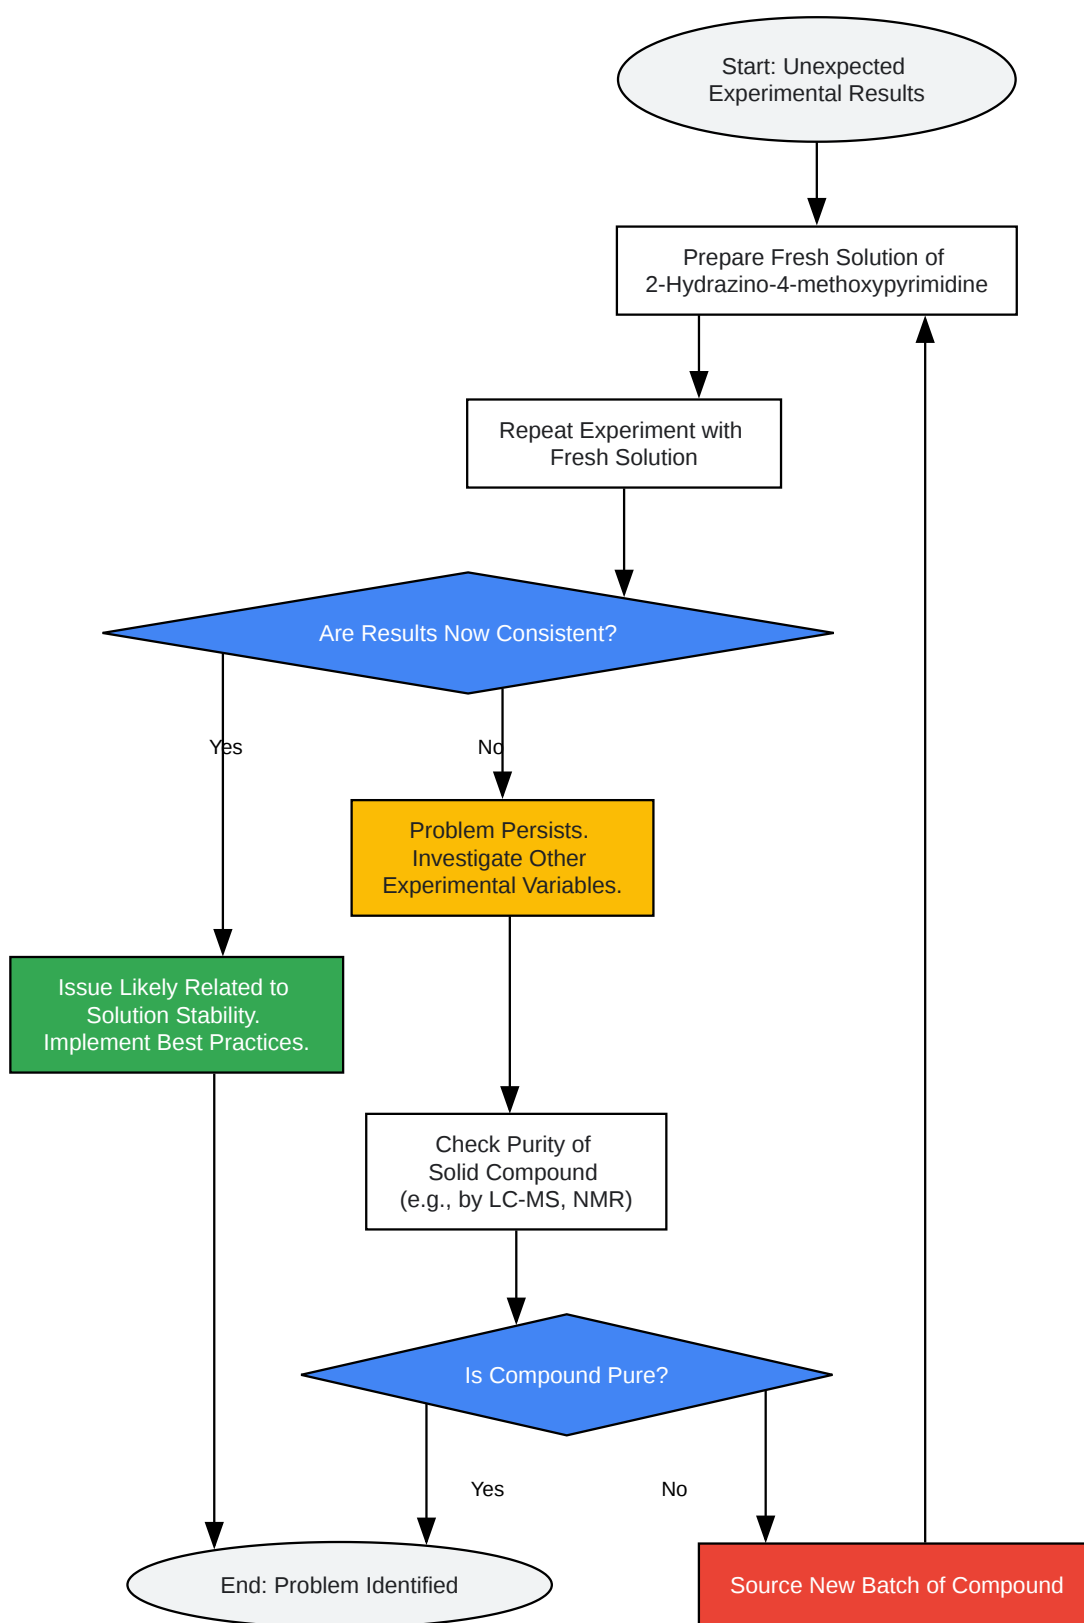 Start: Unexpected
Experimental Results
Prepare Fresh Solution of
2-Hydrazino-4-methoxypyrimidine
Repeat Experiment with
Fresh Solution
Are Results Now Consistent?
Yes
No
Problem Persists.
Investigate Other
Experimental Variables.
Issue Likely Related to
Solution Stability.
Implement Best Practices.
Check Purity of
Solid Compound
(e.g., by LC-MS, NMR)
Is Compound Pure?
Yes
No
End: Problem Identified
Source New Batch of Compound